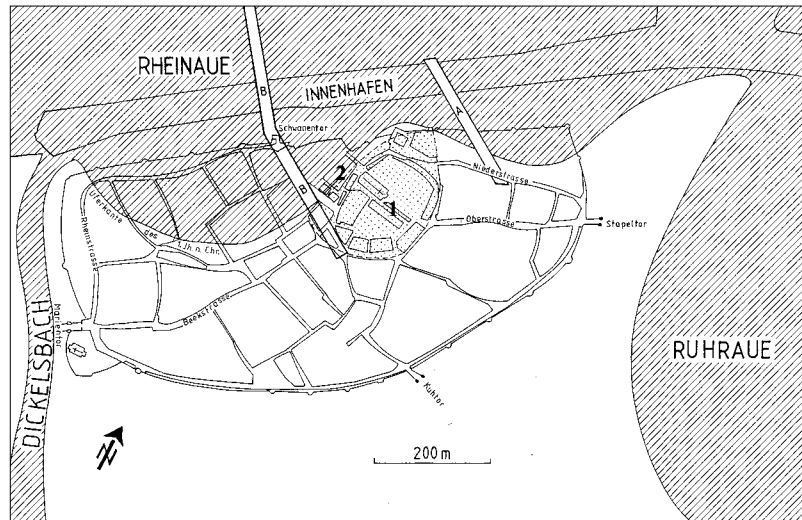 RHEINAUE
INNENHAFEN
B
A
Schwanentor
E
B
2
Niederstrasse
1
Oberstrasse
Stapeltor
Uferkante des 1.Jh.n.Chr.
Rheinstrasse
Beekstrasse
Marientor
Kuhtor
DICKELSBACH
RUHRAUE
N
200m